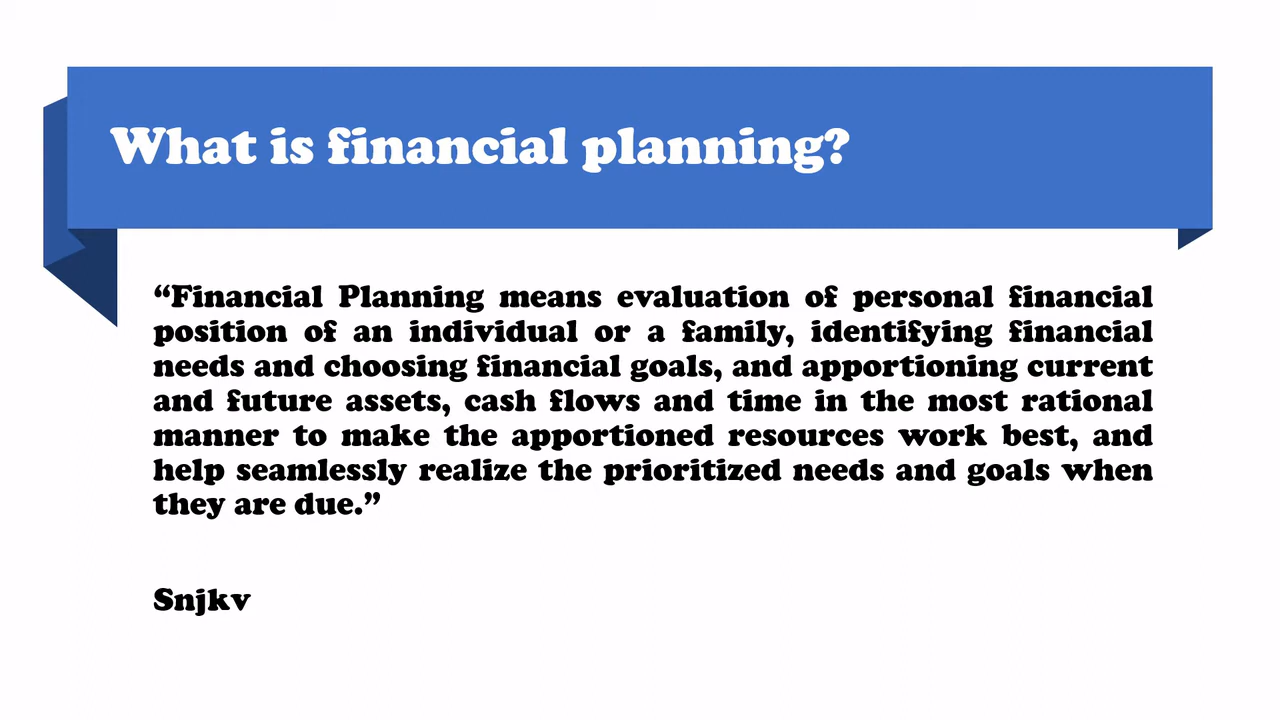 What is financial planning?
“Financial Planning means evaluation of personal financial
position of an individual or a family, identifying financial
needs and choosing financial goals, and apportioning current
and future assets, cash flows and time in the most rational
manner to make the apportioned resources work best, and
help seamlessly realize the prioritized needs and goals when
they are due.”
Snjkv